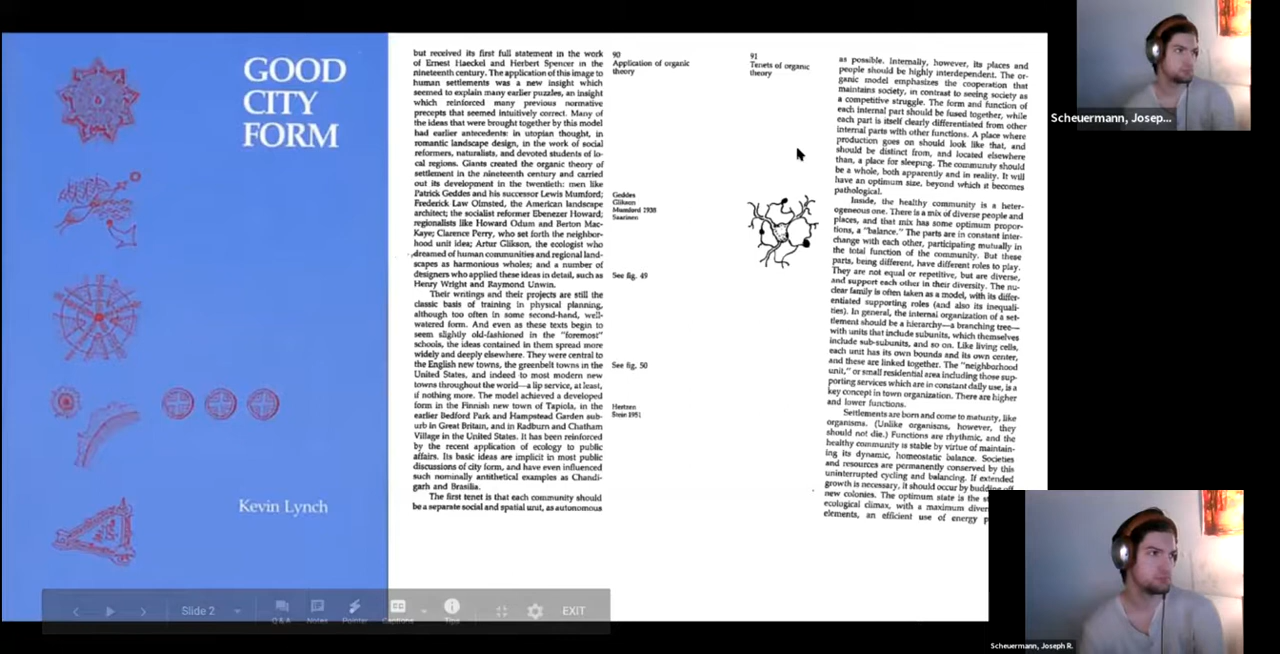 GOOD
CITY
FORM
Kevin Lynch
but received its first full statement in the work
of Ernest Haeckel and Herbert Spencer in the
nineteenth century. The application of this image to
human settlements was a new insight which
seemed to explain many earlier puzzles, an insight
which reinforced many previous normative
precepts that seemed intuitively correct. Many of
the ideas that were brought together by this model
had earlier antecedents: in utopian thought, in
romantic landscape design, in the work of social
reformers, naturalists, and devoted students of lo-
cal regions. Giants created the organic theory of
settlement in the nineteenth century and carried
out its development in the twentieth: men like
Patrick Geddes and his successor Lewis Mumford;
Frederick Law Olmsted, the American landscape
architect; the socialist reformer Ebenezer Howard;
regionalists like Howard Odum and Berton Mac-
Kaye; Clarence Perry, who set forth the neighbor-
hood unit idea; Artur Glikson, the ecologist who
dreamed of human communities and regional land-
scapes as harmonious wholes; and a number of
designers who applied these ideas in detail, such as
Henry Wright and Raymond Unwin.
Their writings and their projects are still the
classic basis of training in physical planning,
although too often in some second-hand, well-
watered form. And even as these texts begin to
seem slightly old-fashioned in the "foremost"
schools, the ideas contained in them spread more
widely and deeply elsewhere. They were central to
the English new towns, the greenbelt towns in the
United States, and indeed to most modern new
towns throughout the world—a lip service, at least,
if nothing more. The model achieved a developed
form in the Finnish new town of Tapiola, in the
earlier Bedford Park and Hampstead Garden sub-
urb in Great Britain, and in Radburn and Chatham
Village in the United States. It has been reinforced
by the recent application of ecology to public
affairs. Its basic ideas are implicit in most public
discussions of city form, and have even influenced
such nominally antithetical examples as Chandi-
garh and Brasilia.
The first tenet is that each community should
be a separate social and spatial unit, as autonomous
90
Application of organic
theory
Geddes
Glikson
Mumford 1938
Saarinen
See fig. 49
See fig. 50
Hertzen
Stein 1951
91
Tenets of organic
theory
as possible. Internally, however, its places and
people should be highly interdependent. The or-
ganic model emphasizes the cooperation that
maintains society, in contrast to seeing society as
a competitive struggle. The form and function of
each internal part should be fused together, while
each part is itself clearly differentiated from other
internal parts with other functions. A place where
production goes on should look like that, and
should be distinct from, and located elsewhere
than, a place for sleeping. The community should
be a whole, both apparently and in reality. It will
have an optimum size, beyond which it becomes
pathological.
Inside, the healthy community is a heter-
ogeneous one. There is a mix of diverse people and
places, and that mix has some optimum propor-
tions, a "balance." The parts are in constant inter-
change with each other, participating mutually in
the total function of the community. But these
parts, being different, have different roles to play.
They are not equal or repetitive, but are diverse,
and support each other in their diversity. The nu-
clear family is often taken as a model, with its differ-
entiated supporting roles (and also its inequali-
ties). In general, the internal organization of a set-
tlement should be a hierarchy—a branching tree—
with units that include subunits, which themselves
include sub-subunits, and so on. Like living cells,
each unit has its own bounds and its own center,
and these are linked together. The "neighborhood
unit," or small residential area including those sup-
porting services which are in constant daily use, is a
key concept in town organization. There are higher
and lower functions.
Settlements are born and come to maturity, like
organisms. (Unlike organisms, however, they
should not die.) Functions are rhythmic, and the
healthy community is stable by virtue of maintain-
ing its dynamic, homeostatic balance. Societies
and resources are permanently conserved by this
uninterrupted cycling and balancing. If extended
growth is necessary, it should occur by budding off
new colonies. The optimum state is the
ecological climax, with a maximum
elements, an efficient use of energy
Slide 2
Q & A
Notes
Pointer
CC
Captions
Tips
EXIT
Scheuermann, Josep...
Scheuermann, Joseph R.